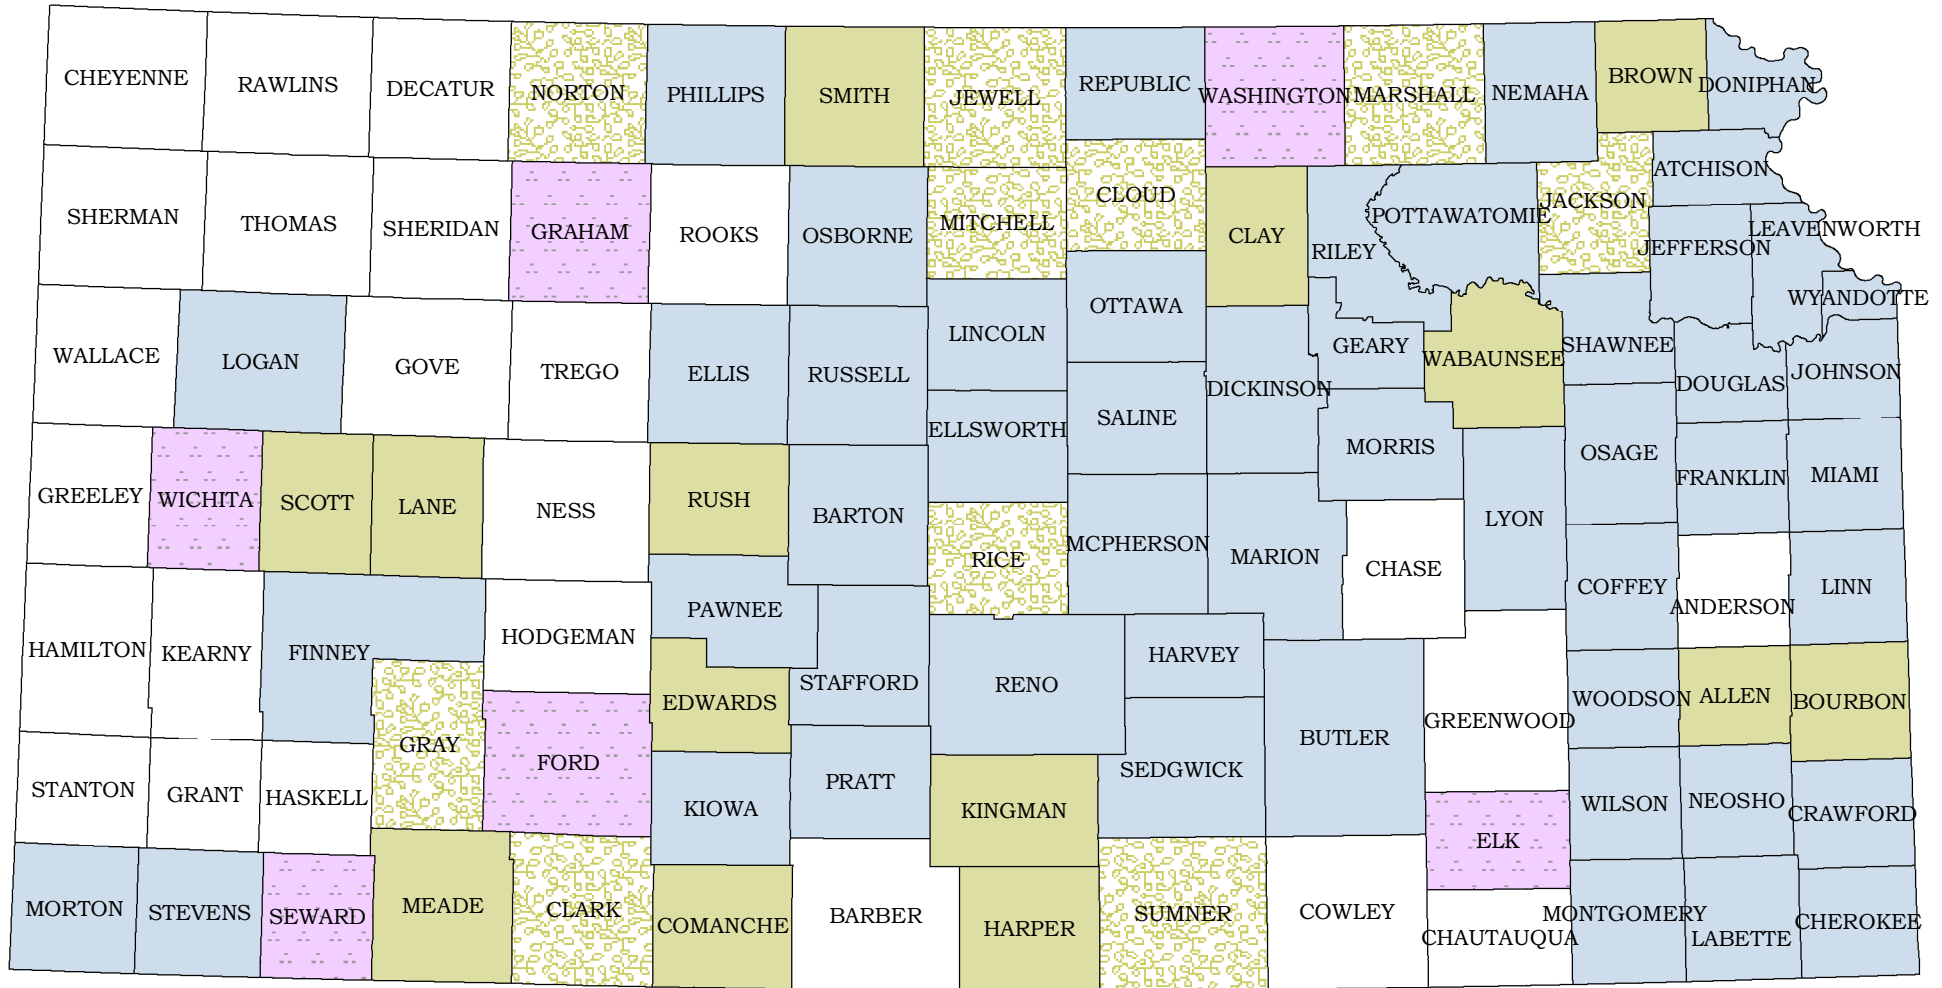 CHEYENNE
RAWLINS
DECATUR
NORTON
PHILLIPS
SMITH
JEWELL
REPUBLIC
WASHINGTON
MARSHALL
NEMAHA
BROWN
DONIPHAN
SHERMAN
THOMAS
SHERIDAN
GRAHAM
ROOKS
OSBORNE
MITCHELL
CLOUD
CLAY
RILEY
POTTAWATOMIE
JACKSON
ATCHISON
JEFFERSON
LEAVENWORTH
WYANDOTTE
WALLACE
LOGAN
GOVE
TREGO
ELLIS
RUSSELL
LINCOLN
OTTAWA
DICKINSON
GEARY
WABAUNSEE
SHAWNEE
DOUGLAS
JOHNSON
GREELEY
WICHITA
SCOTT
LANE
NESS
RUSH
BARTON
ELLSWORTH
SALINE
MORRIS
LYON
OSAGE
FRANKLIN
MIAMI
RICE
MCPHERSON
MARION
CHASE
COFFEY
ANDERSON
LINN
HAMILTON
KEARNY
FINNEY
HODGEMAN
PAWNEE
STAFFORD
RENO
HARVEY
BUTLER
GREENWOOD
WOODSON
ALLEN
BOURBON
STANTON
GRANT
HASKELL
GRAY
FORD
EDWARDS
KIOWA
PRATT
KINGMAN
SEDGWICK
ELK
WILSON
NEOSHO
CRAWFORD
MORTON
STEVENS
SEWARD
MEADE
CLARK
COMANCHE
BARBER
HARPER
SUMNER
COWLEY
CHAUTAUQUA
MONTGOMERY
LABETTE
CHEROKEE